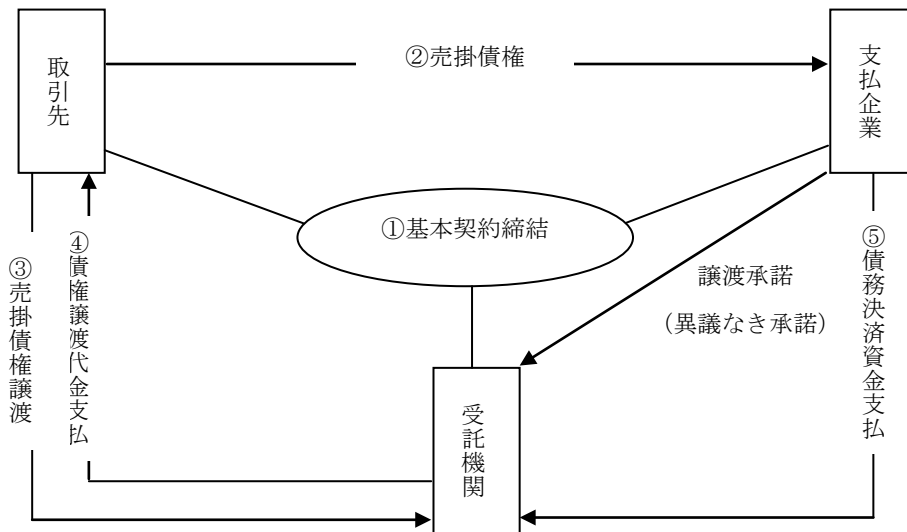 取引先
②売掛債権
支払企業
①基本契約締結
③売掛債権譲渡
④債権譲渡代金支払
譲渡承諾
（異議なき承諾）
⑤債務決済資金支払
受託機関